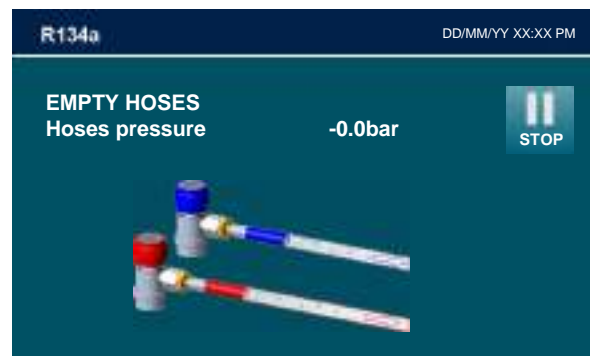 R134a
DD/MM/YY XX:XX PM
EMPTY HOSES
Hoses pressure -0.0bar
STOP